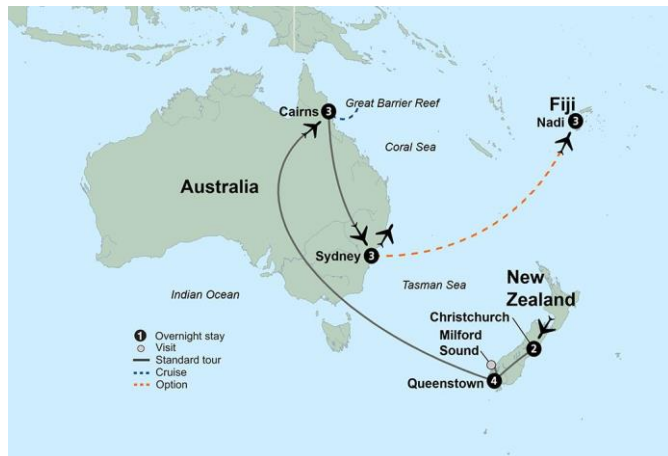 Cairns 3
Great Barrier Reef
Fiji
Nadi 3
Coral Sea
Australia
Sydney 3
Tasman Sea
New
Zealand
Indian Ocean
Christchurch
2
Milford
Sound
Queenstown 4
1 Overnight stay
Visit
Standard tour
Cruise
Option